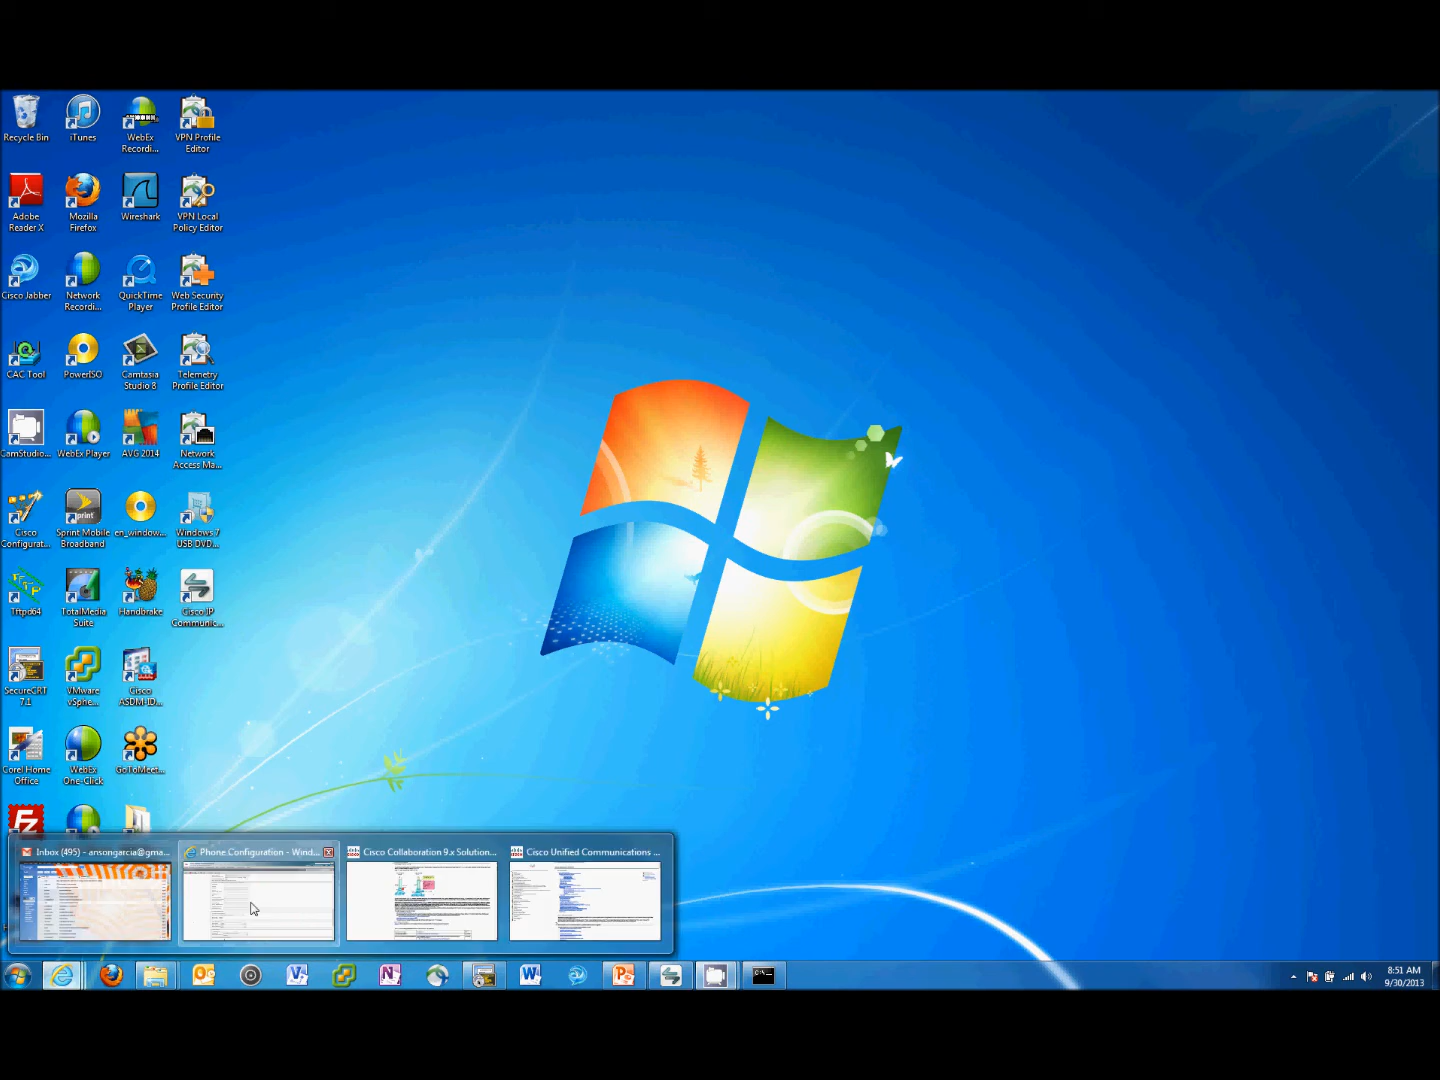 Recycle Bin
iTunes
WebEx
Recordi...
VPN Profile
Editor
Adobe
Reader X
Mozilla
Firefox
Wireshark
VPN Local
Policy Editor
Cisco Jabber
Network
Recordi...
QuickTime
Player
Web Security
Profile Editor
CAC Tool
PowerISO
Camtasia
Studio 8
Telemetry
Profile Editor
CamStudio...
WebEx Player
AVG 2014
Network
Access Ma...
Cisco
Configurat...
Sprint Mobile
Broadband
en_window...
Windows 7
USB DVD...
Tftpd64
TotalMedia
Suite
Handbrake
Cisco IP
Communic...
SecureCRT
7.1
VMware
vSphe...
Cisco
ASDM-ID...
Corel Home
Office
WebEx
One-Click
GoToMeet...
Inbox (495) - ansongarcia@gma...
Phone Configuration - Wind...
Cisco Collaboration 9.x Solution...
Cisco Unified Communications ...
8:51 AM
9/30/2013